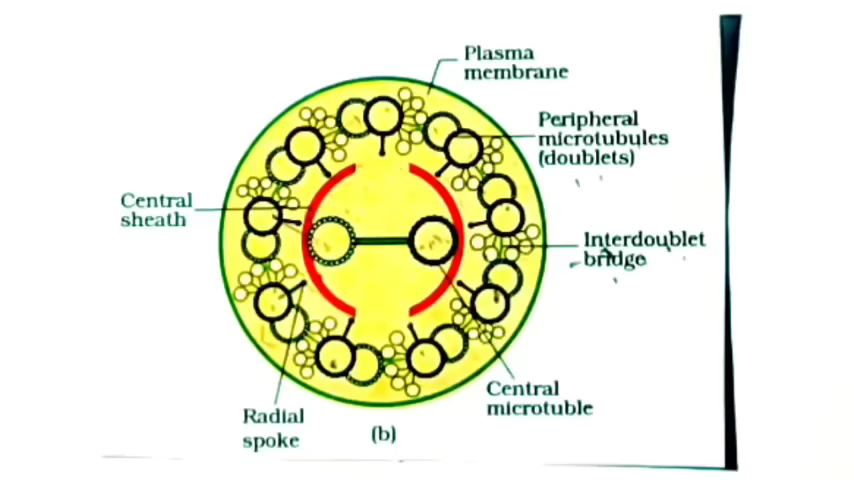 Plasma
membrane
Peripheral
microtubules
(doublets)
Central
sheath
Interdoublet
bridge
Central
microtuble
Radial
spoke
(b)